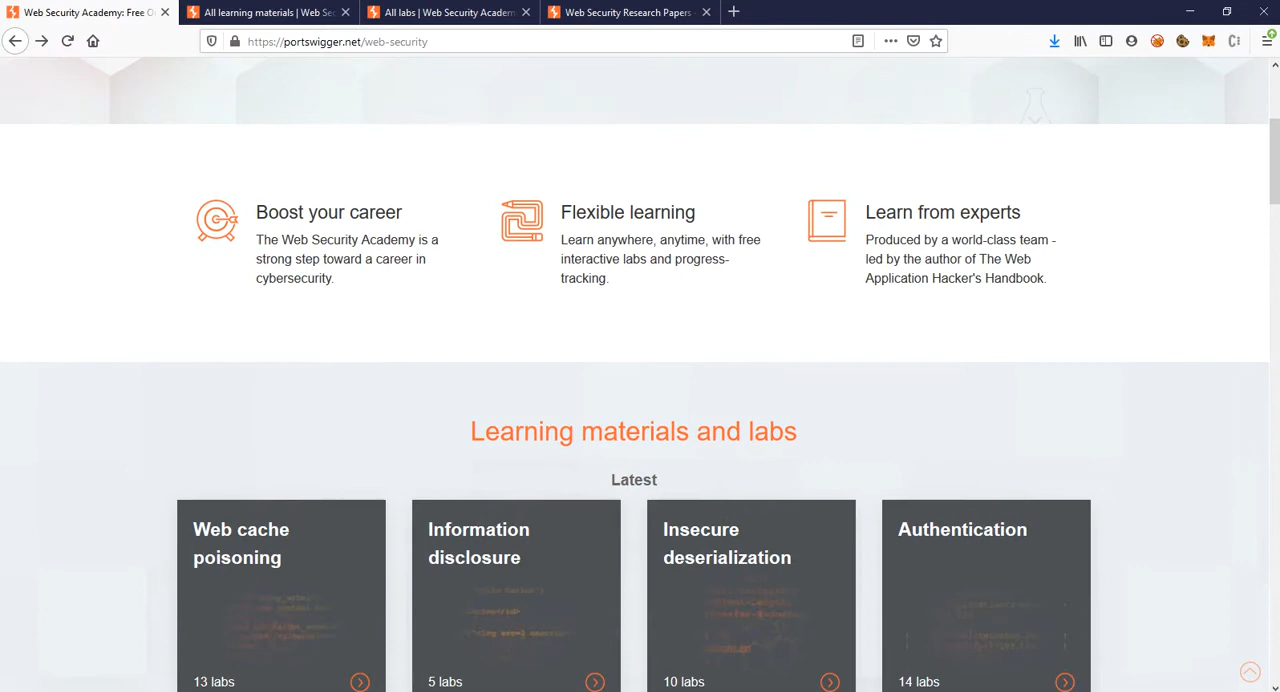 Web Security Academy: Free O
All learning materials | Web Sec
All labs | Web Security Academ
Web Security Research Papers -
https://portswigger.net/web-security
Boost your career
The Web Security Academy is a
strong step toward a career in
cybersecurity.
Flexible learning
Learn anywhere, anytime, with free
interactive labs and progress-
tracking.
Learn from experts
Produced by a world-class team -
led by the author of The Web
Application Hacker's Handbook.
Learning materials and labs
Latest
Web cache
poisoning
13 labs
Information
disclosure
5 labs
Insecure
deserialization
10 labs
Authentication
14 labs